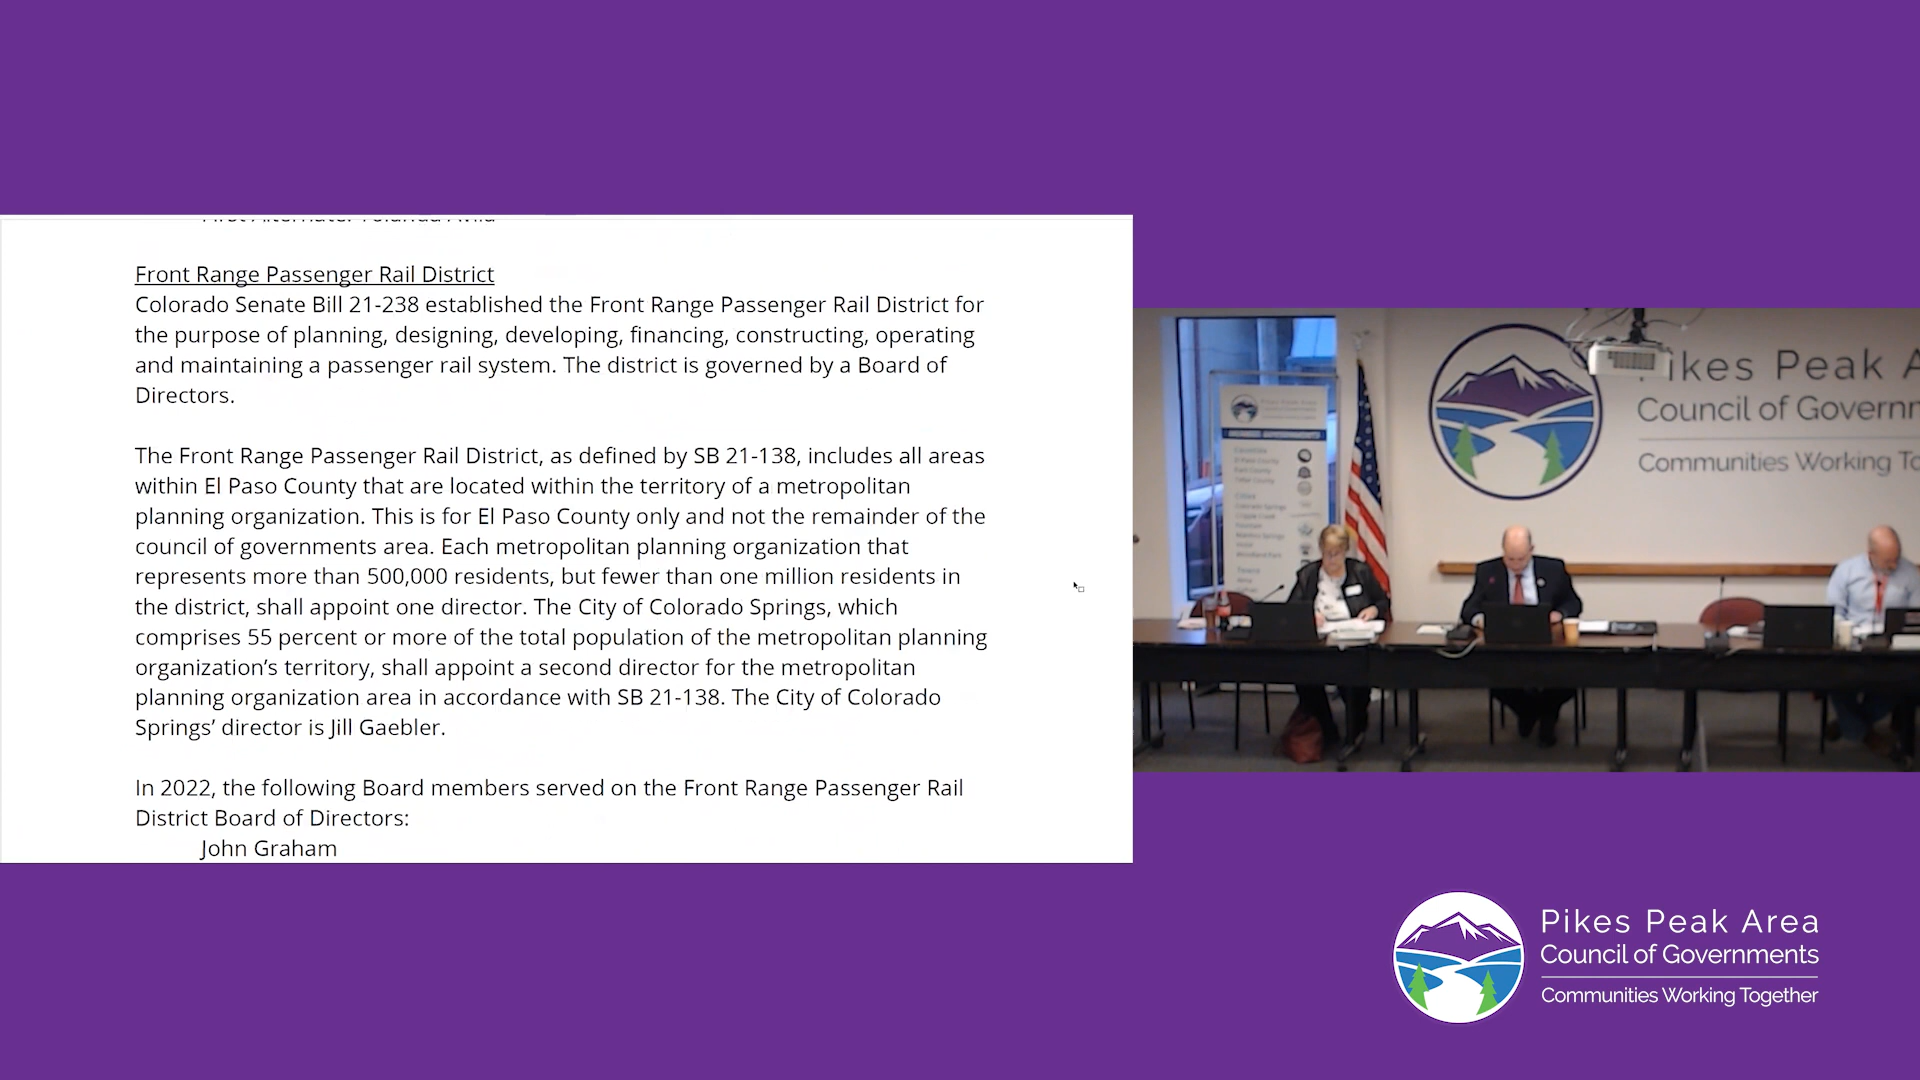 First Alternate: Yolanda Avila
Front Range Passenger Rail District
Colorado Senate Bill 21-238 established the Front Range Passenger Rail District for
the purpose of planning, designing, developing, financing, constructing, operating
and maintaining a passenger rail system. The district is governed by a Board of
Directors.
The Front Range Passenger Rail District, as defined by SB 21-138, includes all areas
within El Paso County that are located within the territory of a metropolitan
planning organization. This is for El Paso County only and not the remainder of the
council of governments area. Each metropolitan planning organization that
represents more than 500,000 residents, but fewer than one million residents in
the district, shall appoint one director. The City of Colorado Springs, which
comprises 55 percent or more of the total population of the metropolitan planning
organization's territory, shall appoint a second director for the metropolitan
planning organization area in accordance with SB 21-138. The City of Colorado
Springs' director is Jill Gaebler.
In 2022, the following Board members served on the Front Range Passenger Rail
District Board of Directors:
John Graham
ikes Peak A
Council of Governm
Communities Working To
Pikes Peak Area
Council of Governments
Communities Working Together